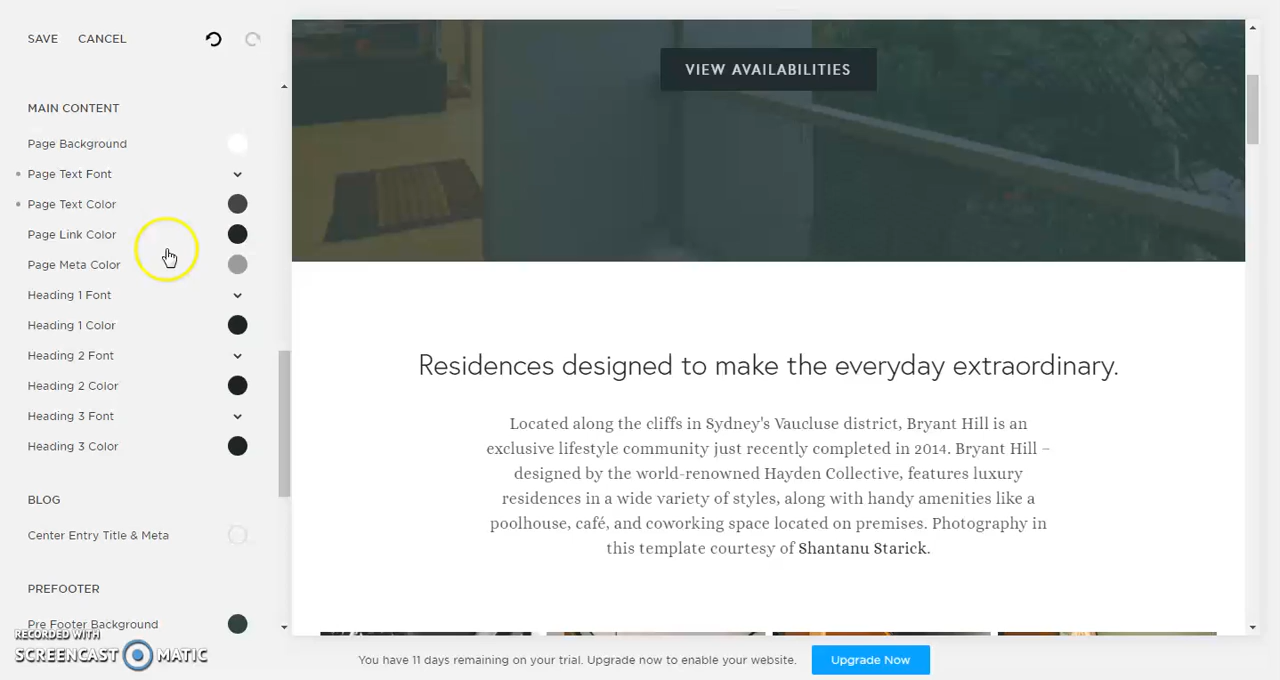 SAVE CANCEL
MAIN CONTENT
Page Background
Page Text Font
Page Text Color
Page Link Color
Page Meta Color
Heading 1 Font
Heading 1 Color
Heading 2 Font
Heading 2 Color
Heading 3 Font
Heading 3 Color
BLOG
Center Entry Title & Meta
PREFOOTER
Pre Footer Background
RECORDED WITH
SCREENCAST MATIC
VIEW AVAILABILITIES
Residences designed to make the everyday extraordinary.
Located along the cliffs in Sydney's Vaucluse district, Bryant Hill is an
exclusive lifestyle community just recently completed in 2014. Bryant Hill –
designed by the world-renowned Hayden Collective, features luxury
residences in a wide variety of styles, along with handy amenities like a
poolhouse, café, and coworking space located on premises. Photography in
this template courtesy of Shantanu Starick.
You have 11 days remaining on your trial. Upgrade now to enable your website.
Upgrade Now